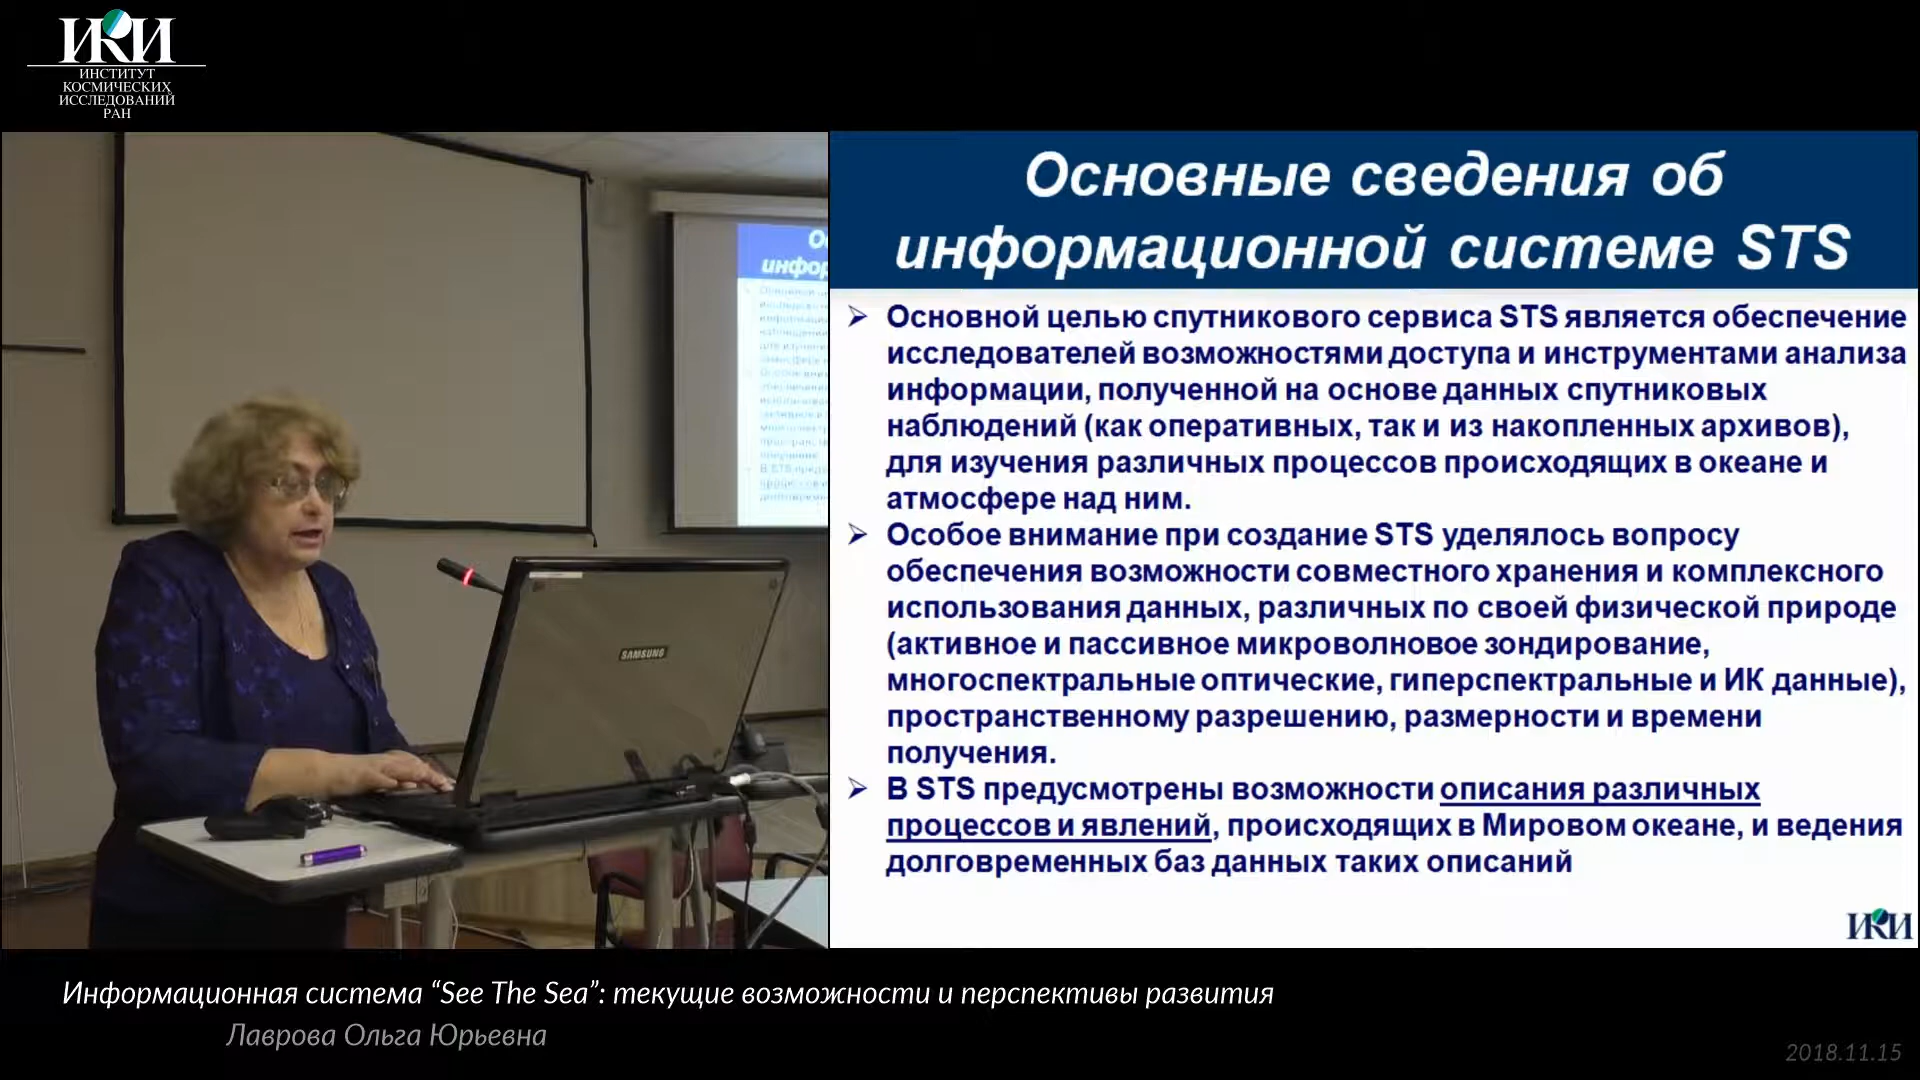 ИКИ
ИНСТИТУТ
КОСМИЧЕСКИХ
ИССЛЕДОВАНИЙ
РАН
SAMSUNG
Основные сведения об
информационной системе STS
Основной целью спутникового сервиса STS является обеспечение
исследователей возможностями доступа и инструментами анализа
информации, полученной на основе данных спутниковых
наблюдений (как оперативных, так и из накопленных архивов),
для изучения различных процессов происходящих в океане и
атмосфере над ним.
Особое внимание при создание STS уделялось вопросу
обеспечения возможности совместного хранения и комплексного
использования данных, различных по своей физической природе
(активное и пассивное микроволновое зондирование,
многоспектральные оптические, гиперспектральные и ИК данные),
пространственному разрешению, размерности и времени
получения.
В STS предусмотрены возможности описания различных
процессов и явлений, происходящих в Мировом океане, и ведения
долговременных баз данных таких описаний
ИКИ
Информационная система “See The Sea”: текущие возможности и перспективы развития
Лаврова Ольга Юрьевна
2018.11.15